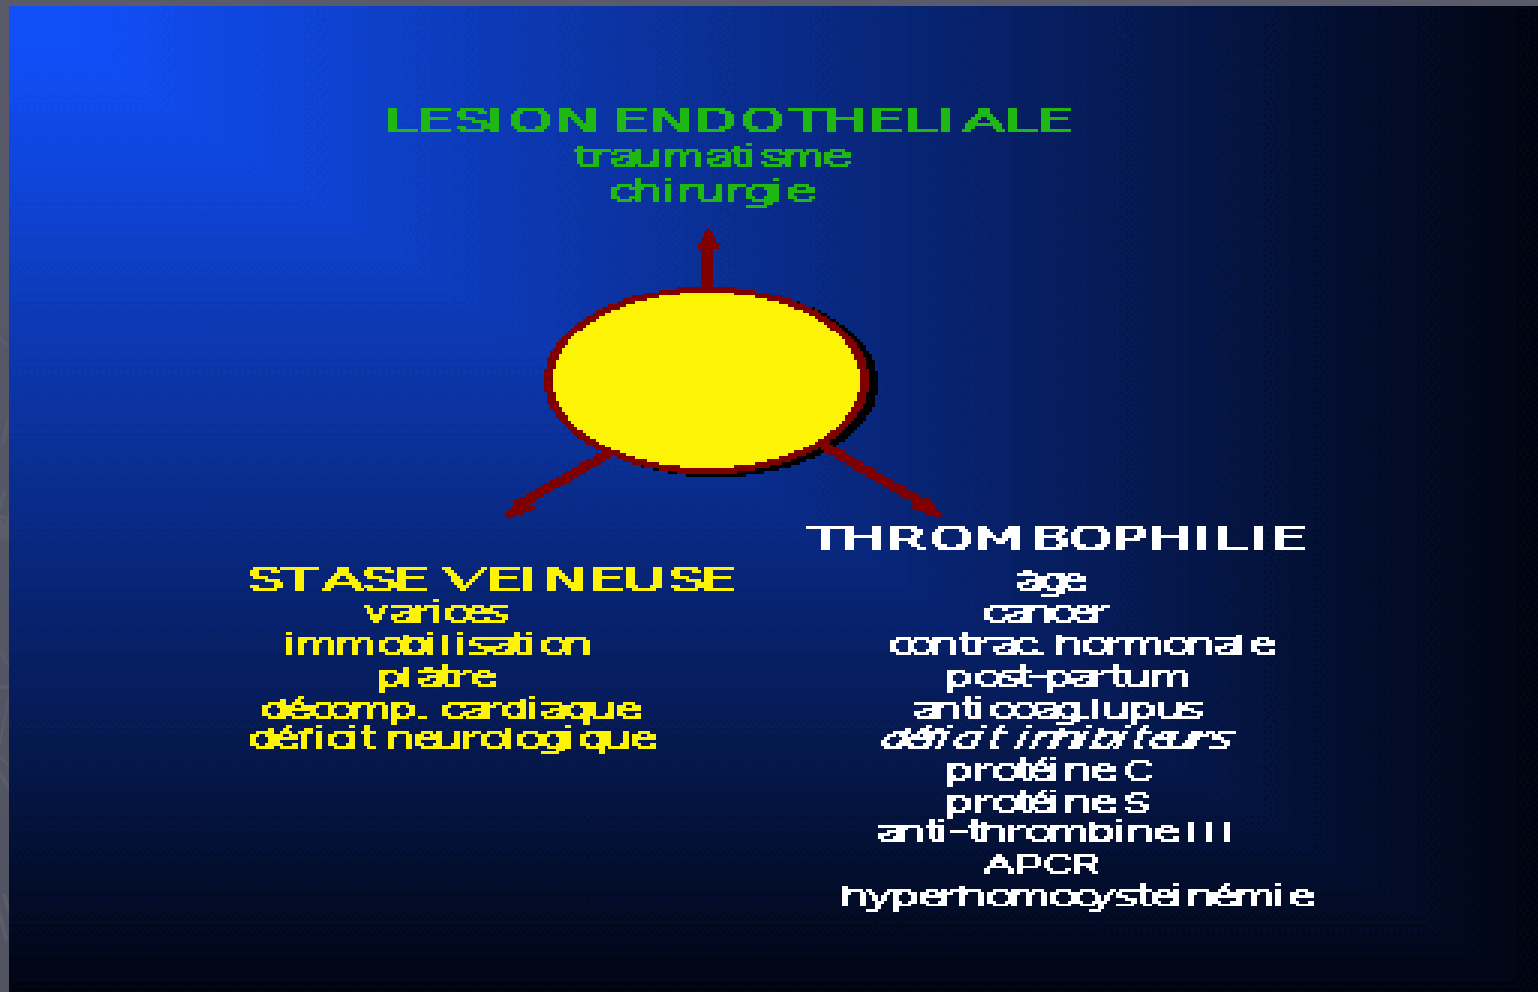 LESION ENDOTHELIALE
traumatisme
chirurgie
STASE VEINEUSE
varices
immobilisation
plâtre
décomp. cardiaque
déficit neurologique
THROMBOPHILIE
âge
cancer
contrac. hormonale
post-partum
anticoag.lupus
déficit inhibiteurs
protéine C
protéine S
anti-thrombine III
APCR
hyperhomocysteinémie